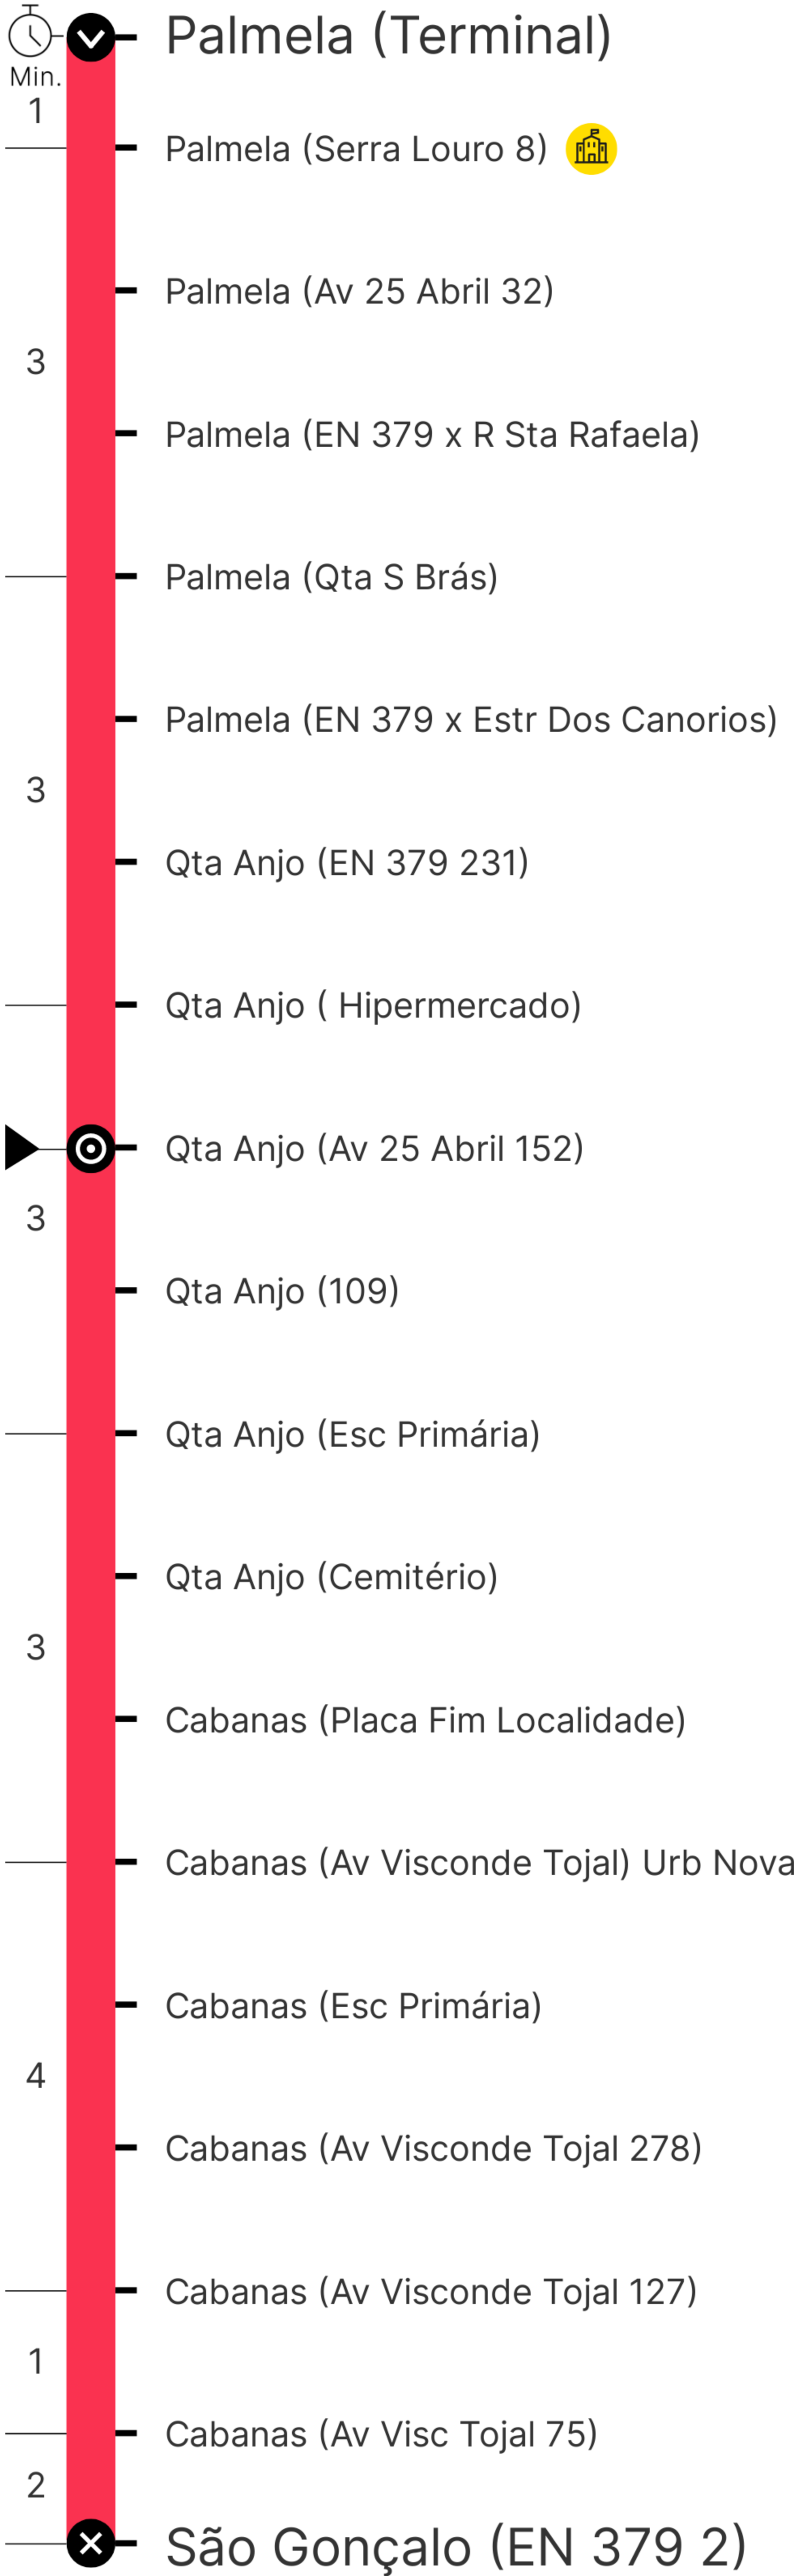 Palmela (Terminal)
Min.
1
Palmela (Serra Louro 8)
Palmela (Av 25 Abril 32)
3
Palmela (EN 379 x R Sta Rafaela)
Palmela (Qta S Brás)
Palmela (EN 379 x Estr Dos Canorios)
3
Qta Anjo (EN 379 231)
Qta Anjo ( Hipermercado)
Qta Anjo (Av 25 Abril 152)
3
Qta Anjo (109)
Qta Anjo (Esc Primária)
Qta Anjo (Cemitério)
3
Cabanas (Placa Fim Localidade)
Cabanas (Av Visconde Tojal) Urb Nova
Cabanas (Esc Primária)
4
Cabanas (Av Visconde Tojal 278)
Cabanas (Av Visconde Tojal 127)
1
Cabanas (Av Visc Tojal 75)
2
São Gonçalo (EN 379 2)